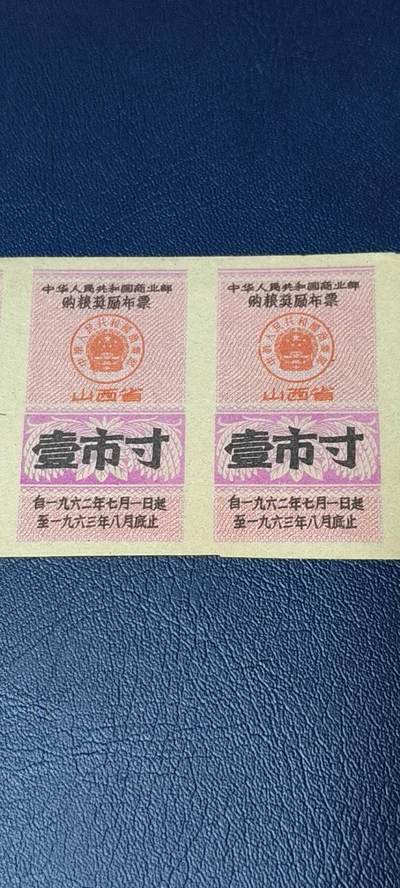 中华人民共和国商业部
购粮奖励布票
山西省
壹市寸
自一九六二年七月一日起
至一九六三年八月底止
中华人民共和国商业部
购粮奖励布票
山西省
壹市寸
自一九六二年七月一日起
至一九六三年八月底止